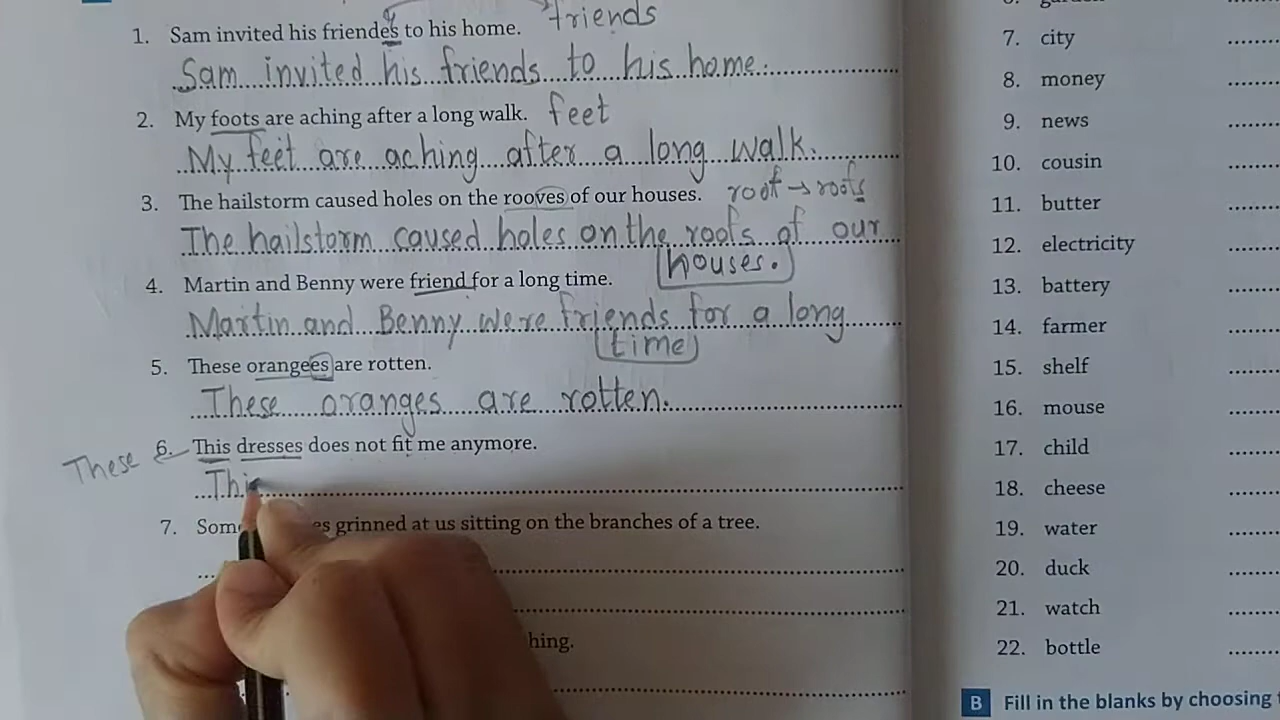 1. Sam invited his friendes to his home. friends
Sam invited his friends to his home.
2. My foots are aching after a long walk. feet
My feet are aching after a long walk.
3. The hailstorm caused holes on the rooves of our houses. roof → roofs
The hailstorm caused holes on the roofs of our
houses.
4. Martin and Benny were friend for a long time.
Martin and Benny were friends for a long
time
5. These orangees are rotten.
These oranges are rotten.
These 6. This dresses does not fit me anymore.
Thi
7. Som es grinned at us sitting on the branches of a tree.
hing.
7. city
8. money
9. news
10. cousin
11. butter
12. electricity
13. battery
14. farmer
15. shelf
16. mouse
17. child
18. cheese
19. water
20. duck
21. watch
22. bottle
B Fill in the blanks by choosing